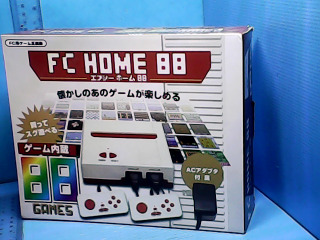 FC用ゲーム互換機
FC HOME 88
エフシーホーム88
懐かしのあのゲームが楽しめる
買って
スグ遊べる
ゲーム内蔵
88
GAMES
ACアダプタ
付属